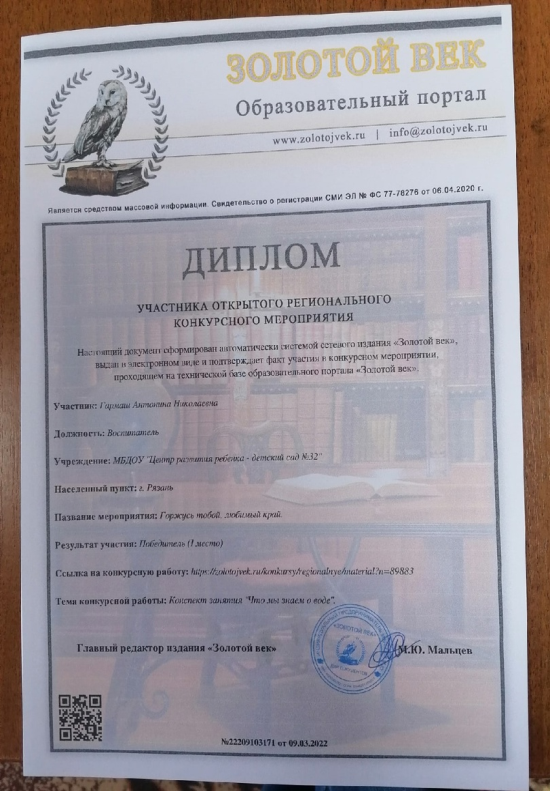 ЗОЛОТОЙ ВЕК
Образовательный портал
www.zolotojvek.ru | info@zolotojvek.ru
Является средством массовой информации. Свидетельство о регистрации СМИ ЭЛ № ФС 77-78276 от 06.04.2020 г.
ДИПЛОМ
УЧАСТНИКА ОТКРЫТОГО РЕГИОНАЛЬНОГО
КОНКУРСНОГО МЕРОПРИЯТИЯ
Настоящий документ сформирован автоматически системой сетевого издания «Золотой век»,
выдан в электронном виде и подтверждает факт участия в конкурсном мероприятии,
проходящем на технической базе образовательного портала «Золотой век».
Участник: Гармаш Антонина Николаевна
Должность: Воспитатель
Учреждение: МБДОУ "Центр развития ребенка - детский сад №32"
Населенный пункт: г. Рязань
Название мероприятия: Горжусь тобой, любимый край.
Результат участия: Победитель (I место)
Ссылка на конкурсную работу: https://zolotojvek.ru/konkursy/regionalnye/material?n=89883
Тема конкурсной работы: Конспект занятия "Что мы знаем о воде".
Главный редактор издания «Золотой век»
М.Ю. Мальцев
«ЗОЛОТОЙ ВЕК»
№22209103171 от 09.03.2022